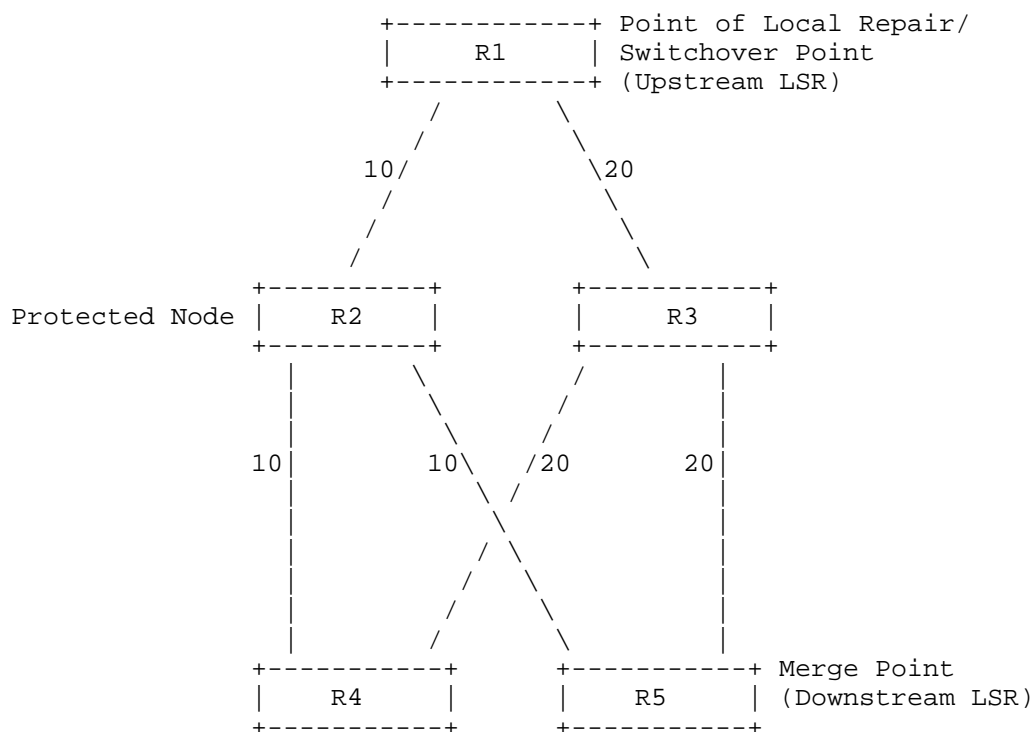 Point of Local Repair/
R1 Switchover Point
(Upstream LSR)
10 20
Protected Node R2 R3
10 10 20 20
Merge Point
R4 R5 (Downstream LSR)